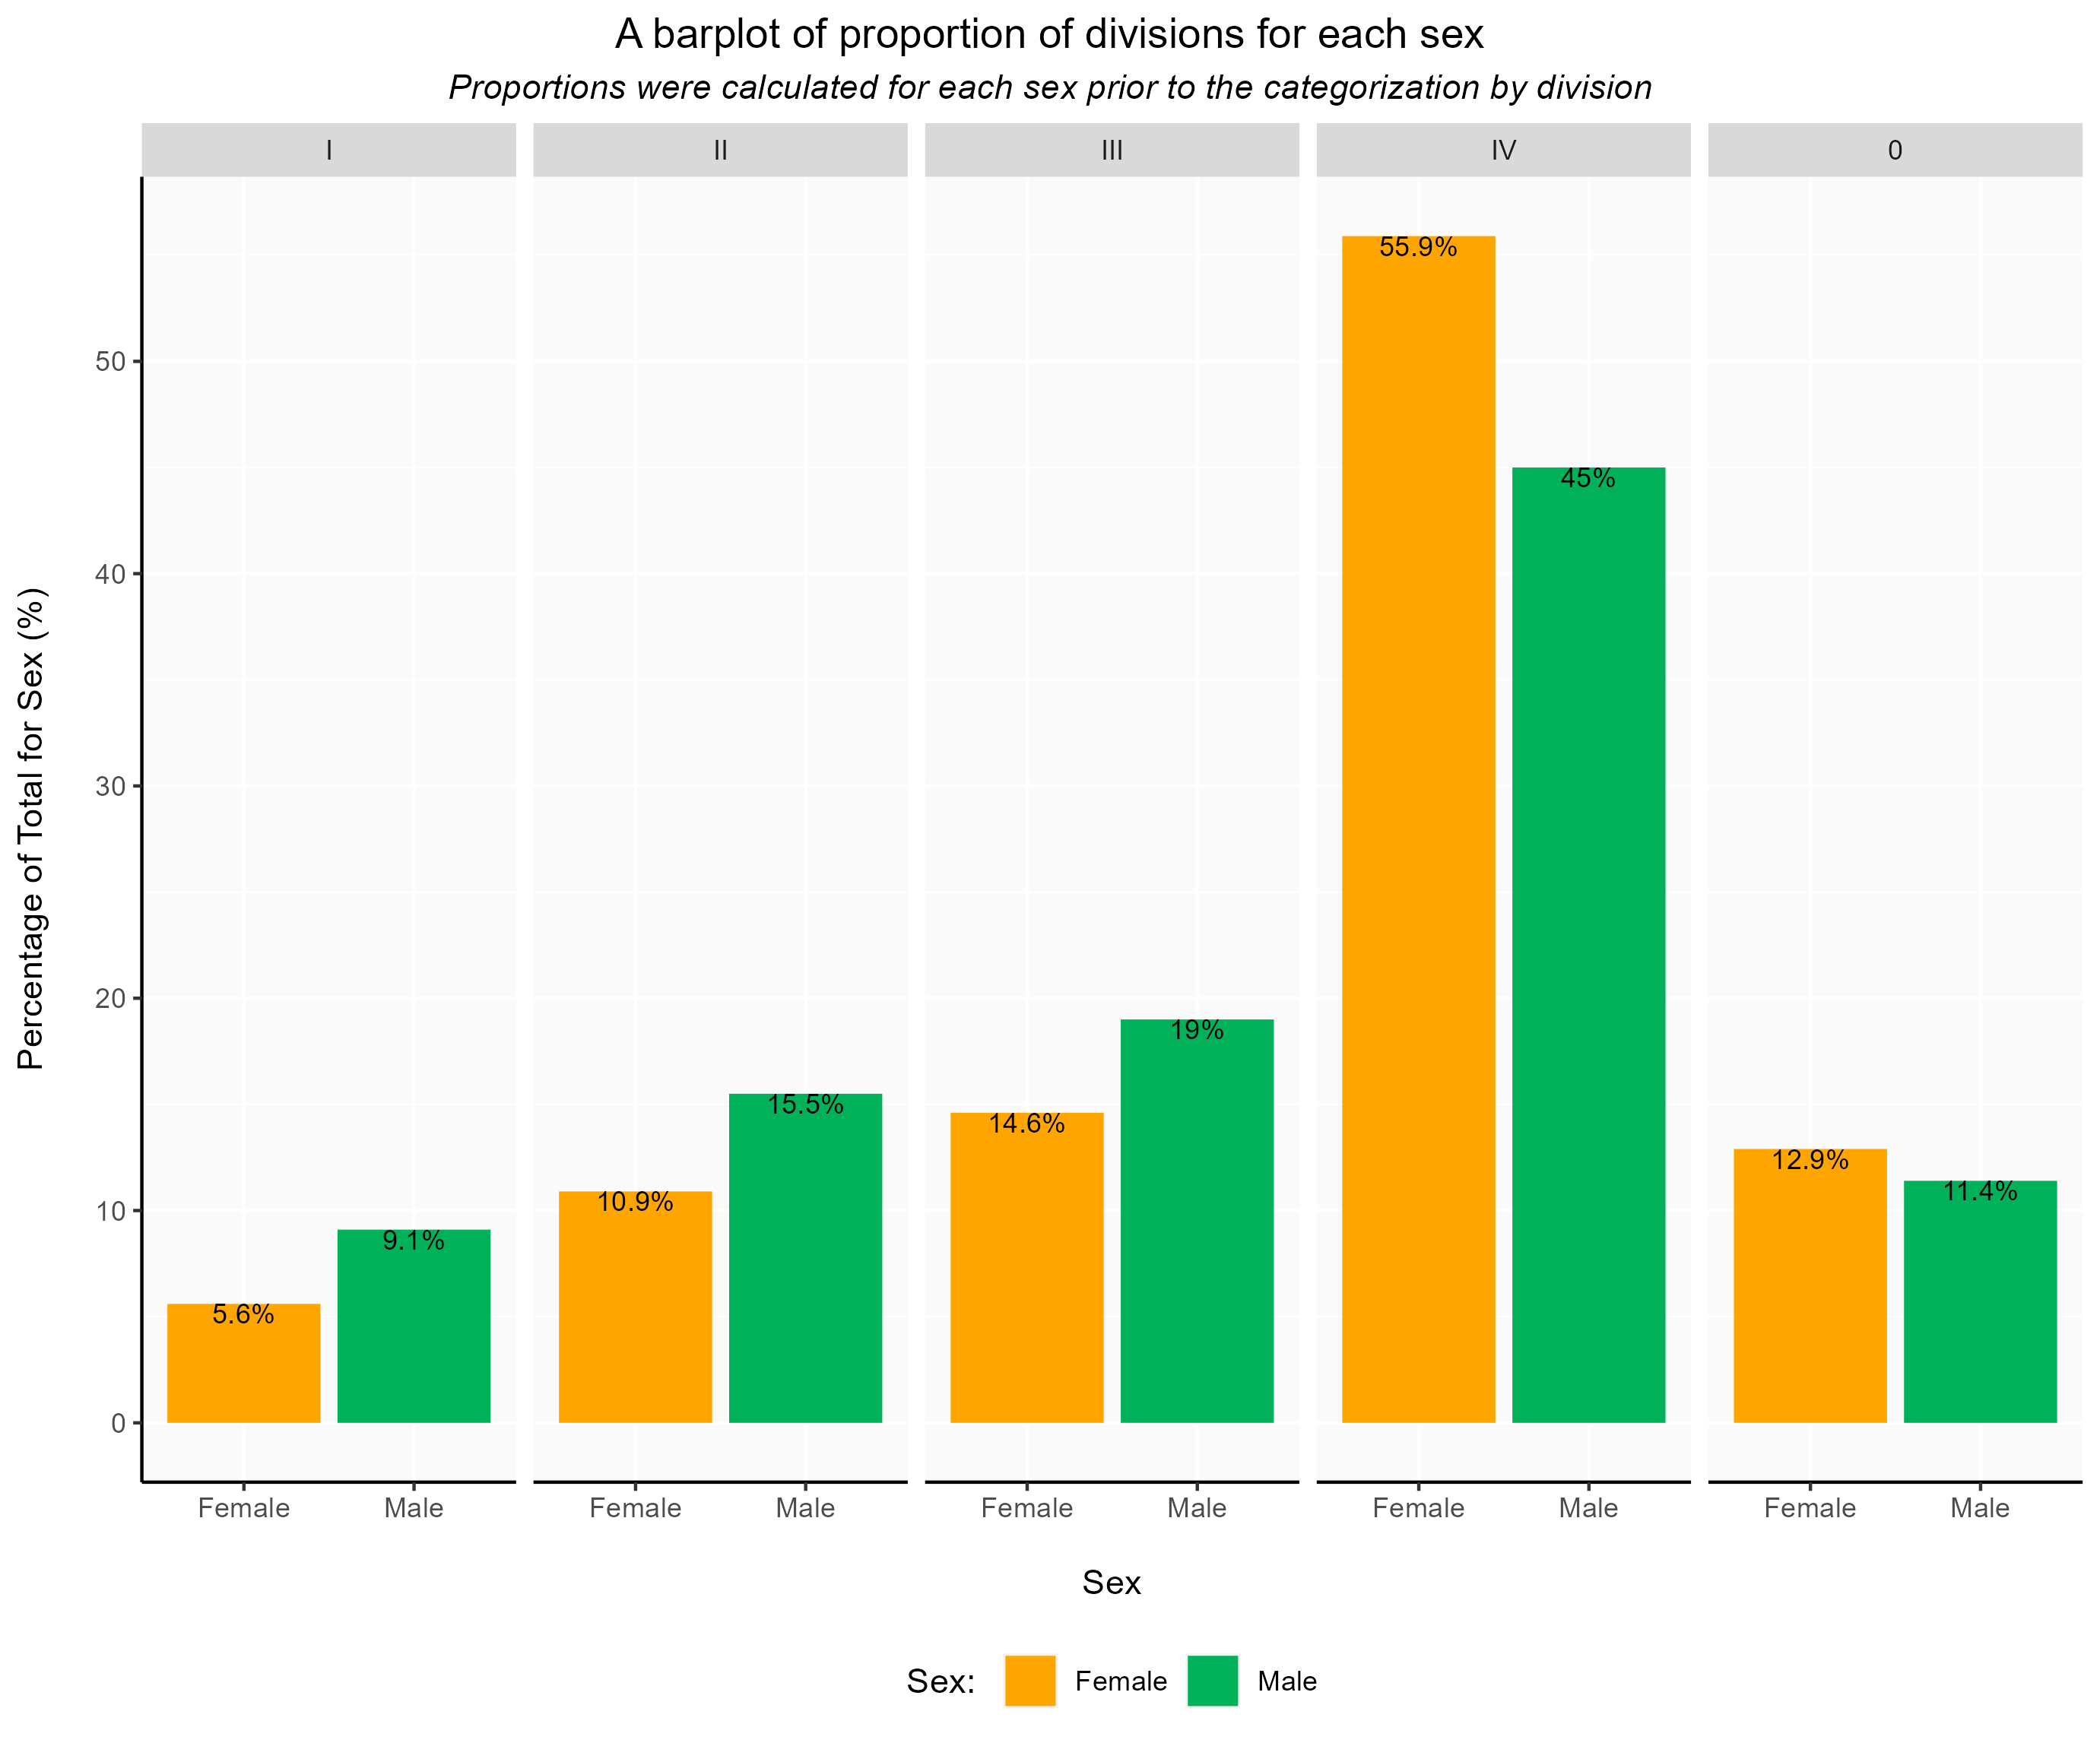 A barplot of proportion of divisions for each sex
Proportions were calculated for each sex prior to the categorization by division
I II III IV 0
Percentage of Total for Sex (%)
50
40
30
20
10
0
5.6% 9.1% 10.9% 15.5% 14.6% 19% 55.9% 45% 12.9% 11.4%
Female Male Female Male Female Male Female Male Female Male
Sex
Sex: Female Male